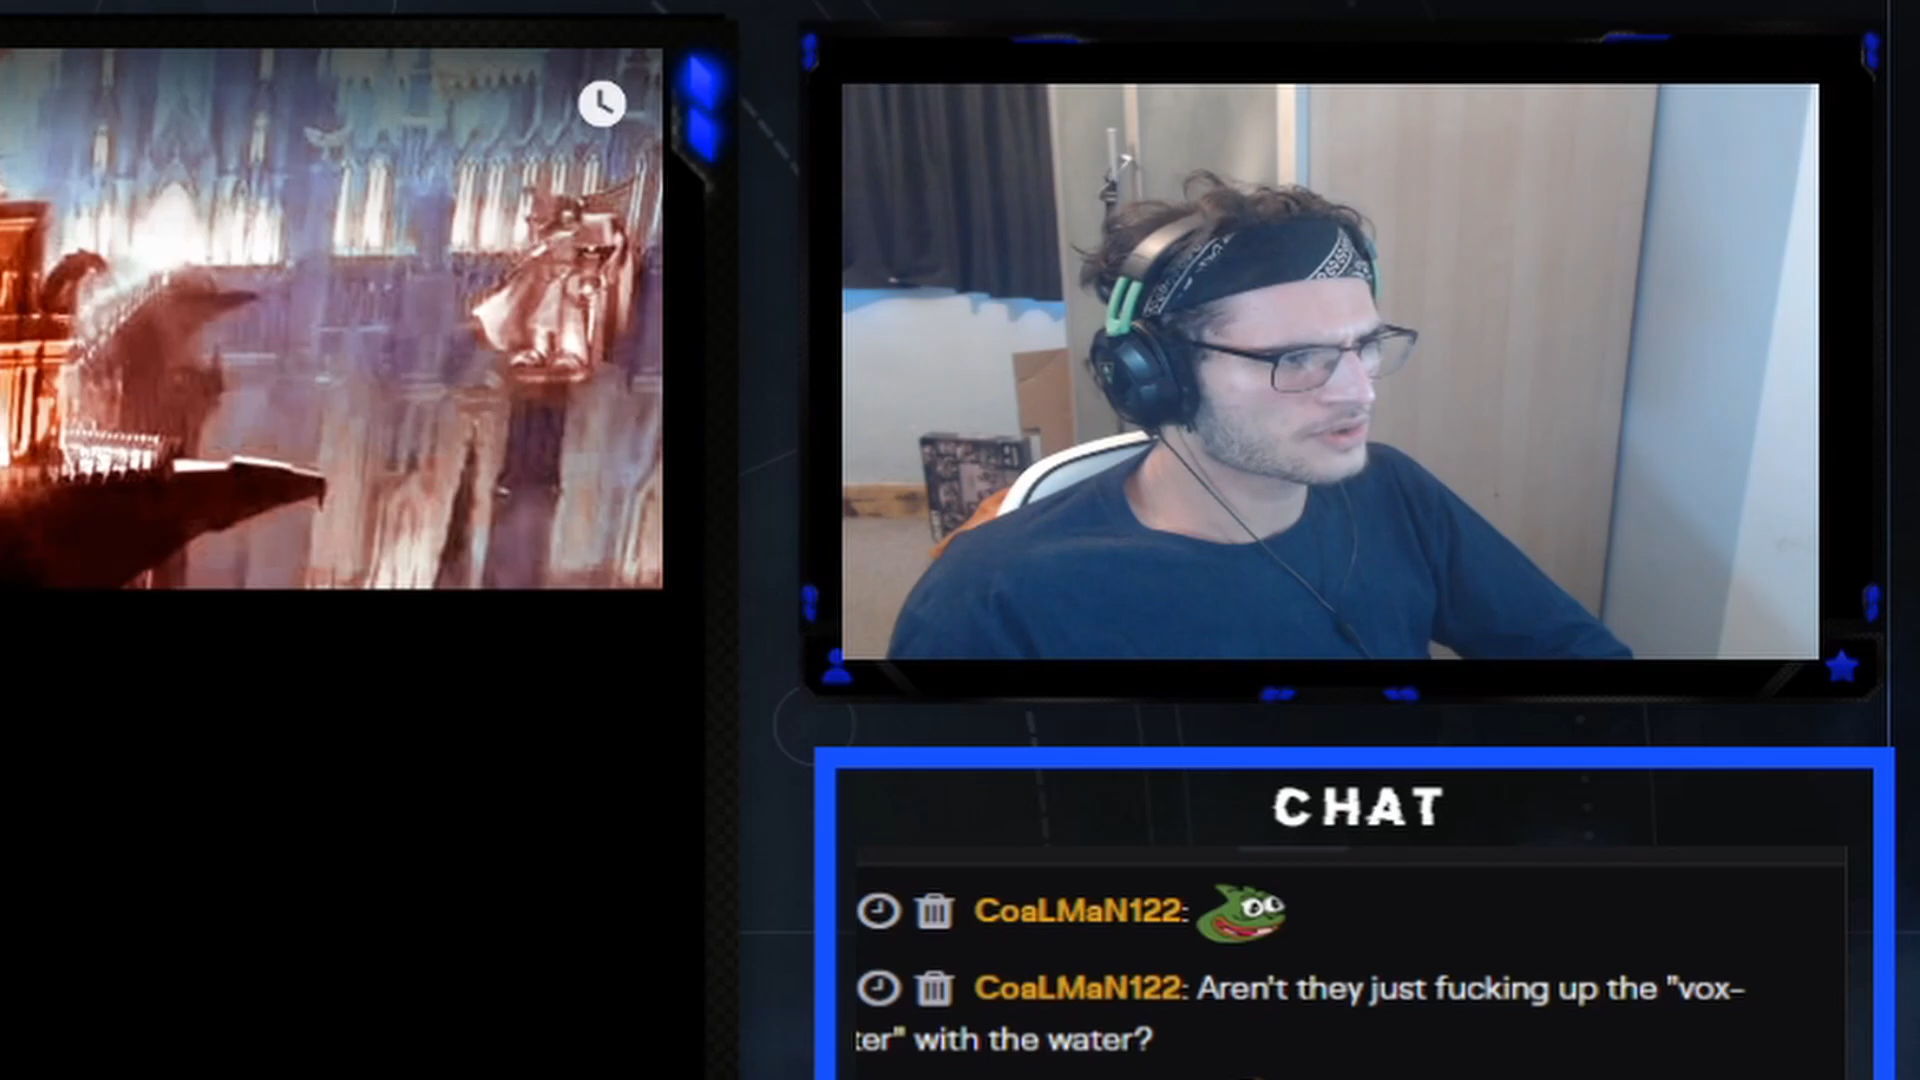 CHAT
CoaLMaN122:
CoaLMaN122: Aren't they just fucking up the "vox-
ter" with the water?